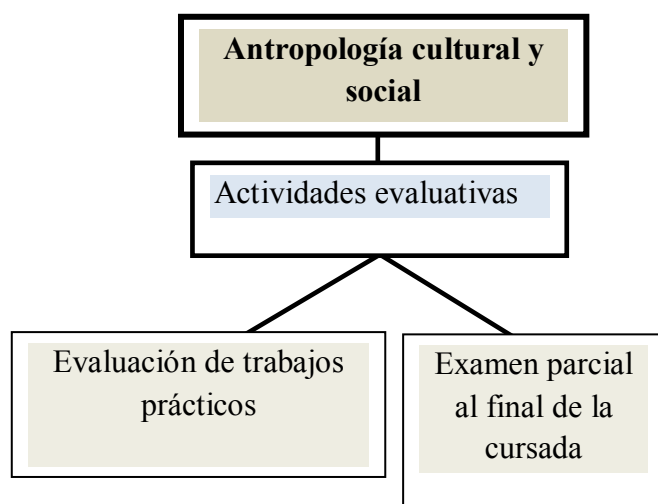 Antropología cultural y
social
Actividades evaluativas
Evaluación de trabajos
prácticos
Examen parcial
al final de la
cursada